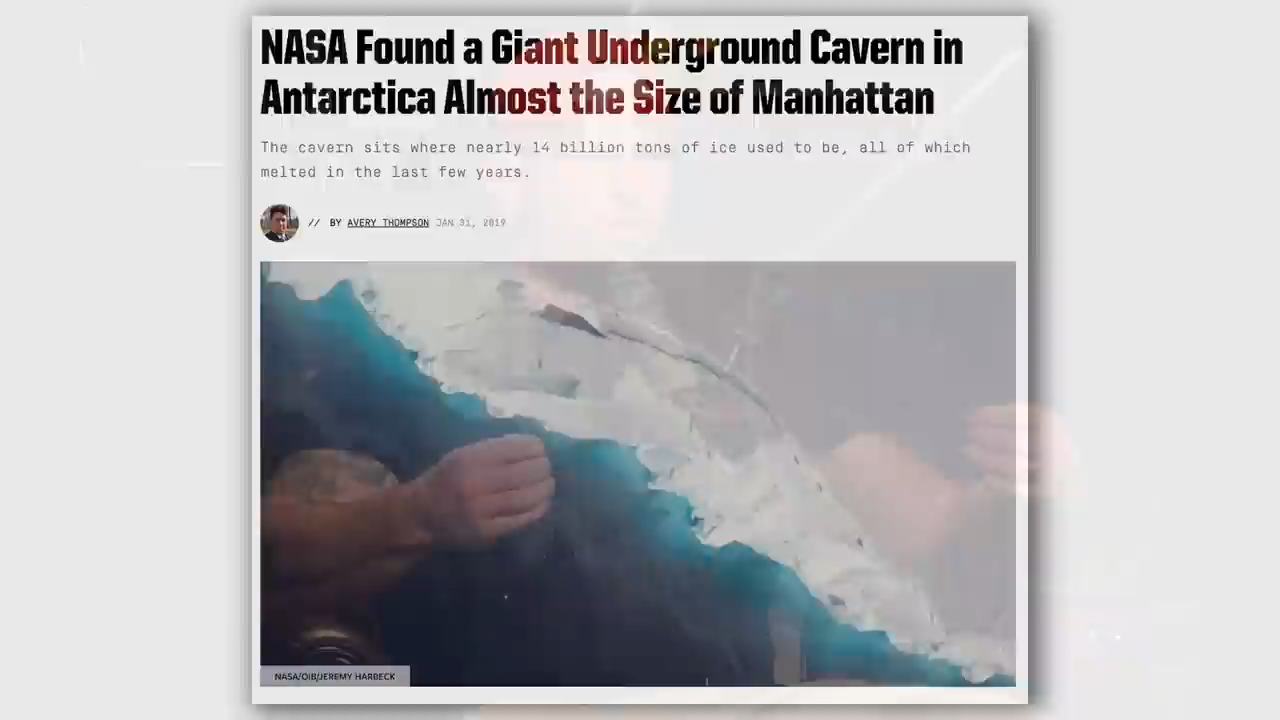 NASA Found a Giant Underground Cavern in
Antarctica Almost the Size of Manhattan
The cavern sits where nearly 14 billion tons of ice used to be, all of which
melted in the last few years.
// BY AVERY THOMPSON JAN 31, 2019
NASA/OIB/JEREMY HARBECK